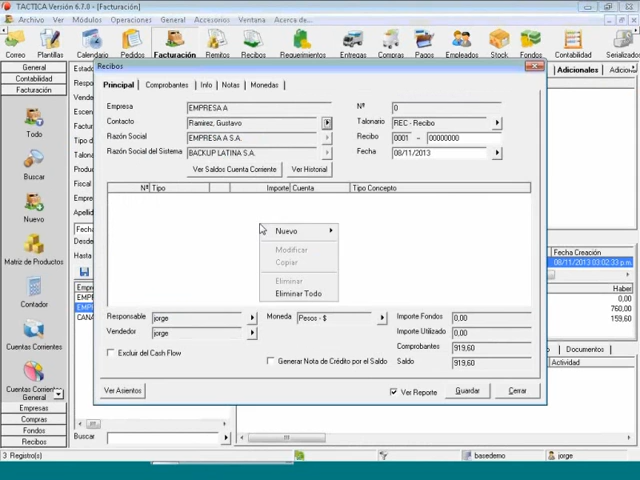 TACTICA Versión 6.7.0 - [Facturación]
Archivo Ver Módulos Operaciones General Accesorios Ventana Acerca de...
Correo Plantillas Calendario Pedidos Facturación Remitos Recibos Requerimientos Entregas Compras Pagos Empleados Stock Fondos Contabilidad Serializado
General
Contabilidad
Facturación
Todo
Buscar
Nuevo
Matriz de Productos
Contador
Cuentas Corrientes
Cuentas Corrientes General
Empresas
Compras
Fondos
Recibos
Recibos
Principal Comprobantes Info Notas Monedas
Adicionales Adicional
Empresa EMPRESA A Nº 0
Contacto Ramirez, Gustavo Talonario REC - Recibo
Razón Social EMPRESA A S.A. Recibo 0001 - 00000000
Razón Social del Sistema BACKUP LATINA S.A. Fecha 08/11/2013
Ver Saldos Cuenta Corriente Ver Historial
Nº Tipo Importe Cuenta Tipo Concepto
Nuevo
Modificar
Copiar
Eliminar
Eliminar Todo
Responsable jorge Moneda Pesos - $ Importe Fondos 0,00
Vendedor jorge Importe Utilizado 0,00
Comprobantes 919,60
Excluir del Cash Flow Generar Nota de Crédito por el Saldo Saldo 919,60
Ver Asientos Ver Reporte Guardar Cerrar
Fecha Creación
08/11/2013 03:02:33 p.m.
Haber
0,00
760,00
159,60
Documentos
Actividad
Desde
Hasta
Buscar
3 Registro(s) basedemo jorge